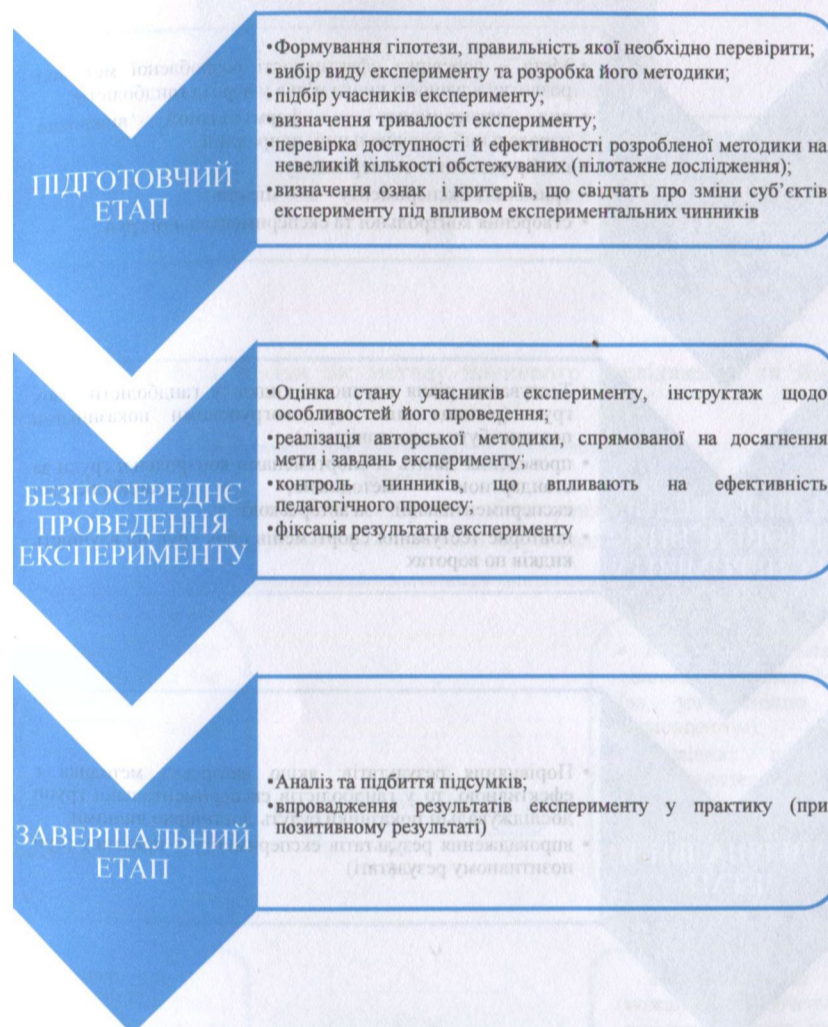 ПІДГОТОВЧИЙ
ЕТАП
•Формування гіпотези, правильність якої необхідно перевірити;
•вибір виду експерименту та розробка його методики;
•підбір учасників експерименту;
•визначення тривалості експерименту;
•перевірка доступності й ефективності розробленої методики на
невеликій кількості обстежуваних (пілотажне дослідження);
•визначення ознак і критеріїв, що свідчать про зміни суб’єктів
експерименту під впливом експериментальних чинників
БЕЗПОСЕРЕДНЄ
ПРОВЕДЕННЯ
ЕКСПЕРИМЕНТУ
•Оцінка стану учасників експерименту, інструктаж щодо
особливостей його проведення;
•реалізація авторської методики, спрямованої на досягнення
мети і завдань експерименту;
•контроль чинників, що впливають на ефективність
педагогічного процесу;
•фіксація результатів експерименту
ЗАВЕРШАЛЬНИЙ
ЕТАП
•Аналіз та підбиття підсумків;
•впровадження результатів експерименту у практику (при
позитивному результаті)